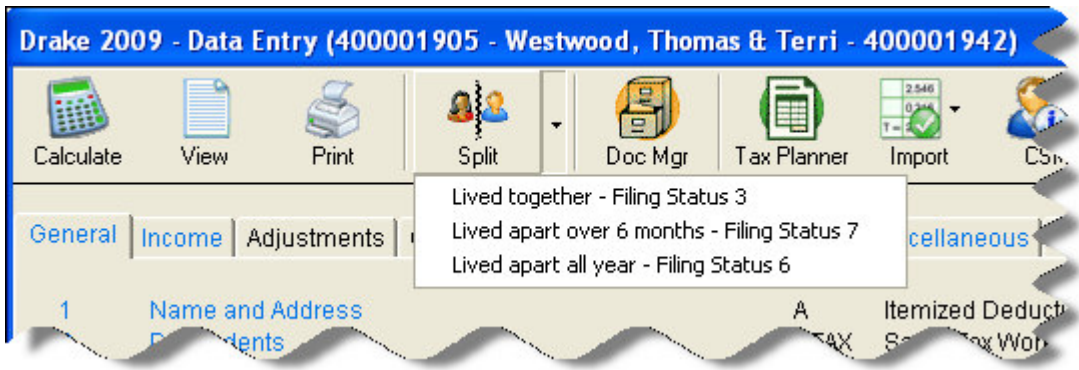 Drake 2009 - Data Entry (400001905 - Westwood, Thomas & Terri - 400001942)
Calculate View Print Split Doc Mgr Tax Planner Import
Lived together - Filing Status 3
Lived apart over 6 months - Filing Status 7
Lived apart all year - Filing Status 6
General Income Adjustments
1 Name and Address A Itemized